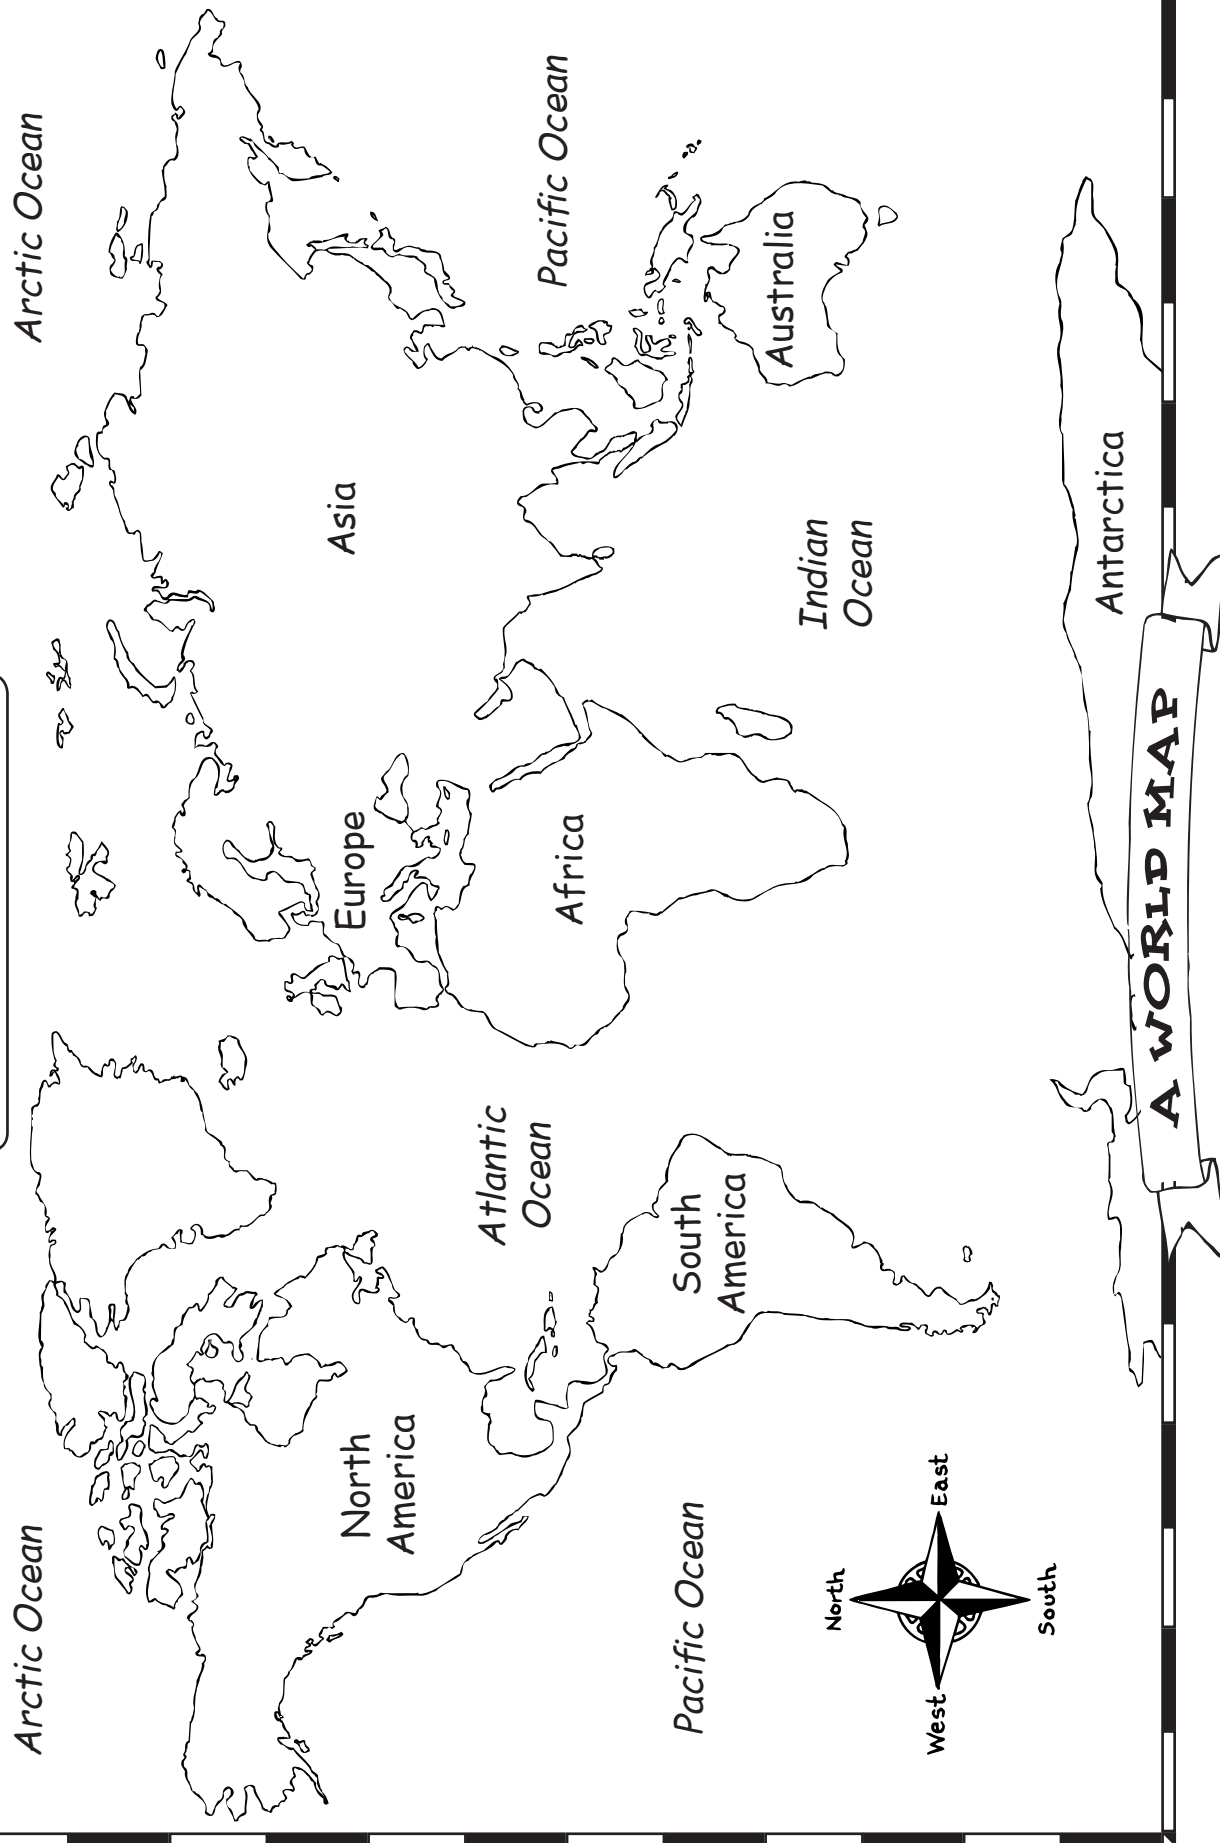 Arctic Ocean
Arctic Ocean
North
America
Europe
Asia
Atlantic
Ocean
Pacific Ocean
Africa
Pacific Ocean
South
America
Indian
Ocean
Australia
North
West
East
South
Antarctica
A WORLD MAP